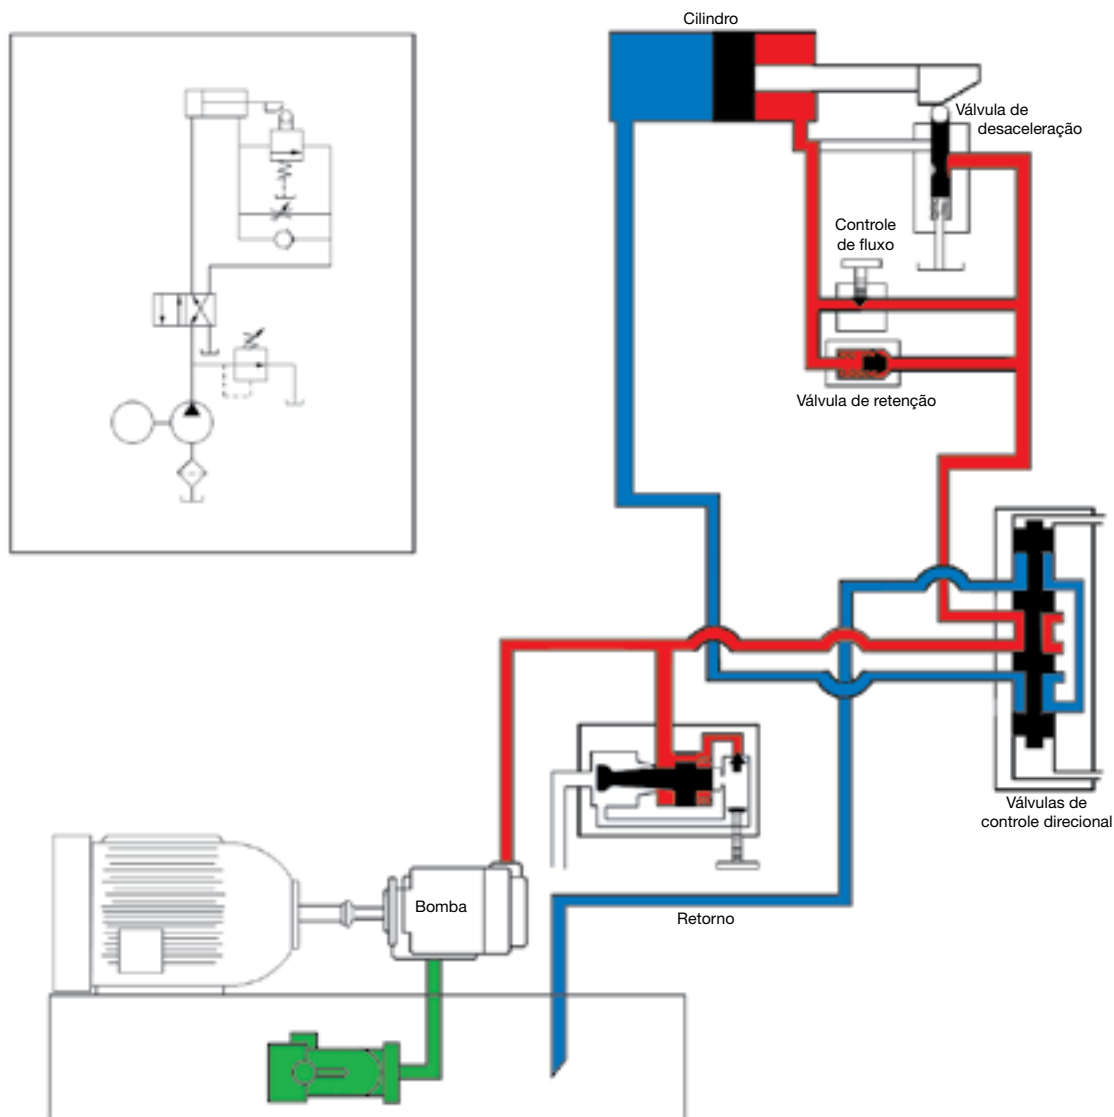 Cilindro
Válvula de
desaceleração
Controle
de fluxo
Válvula de retenção
Válvulas de
controle direcional
Bomba
Retorno